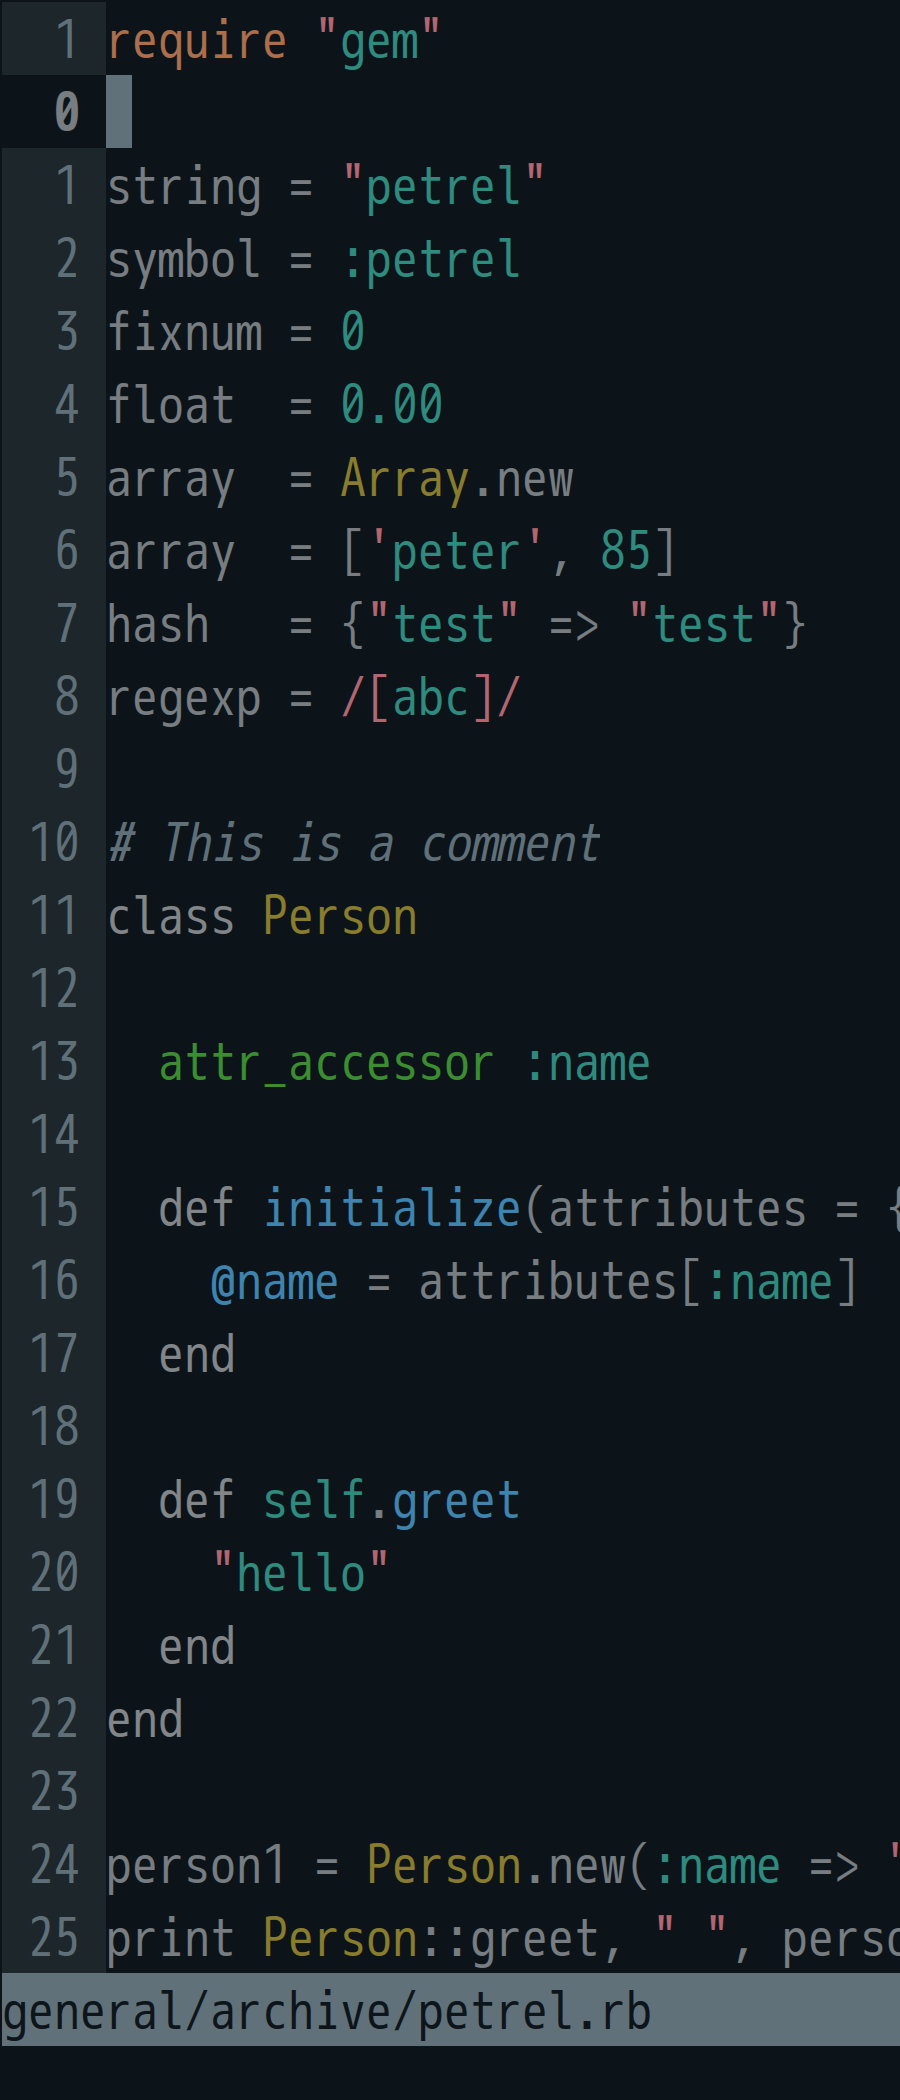 1 require "gem"
0
1 string = "petrel"
2 symbol = :petrel
3 fixnum = 0
4 float  = 0.00
5 array  = Array.new
6 array  = ['peter', 85]
7 hash   = {"test" => "test"}
8 regexp = /[abc]/
9
10 # This is a comment
11 class Person
12
13   attr_accessor :name
14
15   def initialize(attributes = {
16     @name = attributes[:name]
17   end
18
19   def self.greet
20     "hello"
21   end
22 end
23
24 person1 = Person.new(:name => "
25 print Person::greet, " ", perso
general/archive/petrel.rb